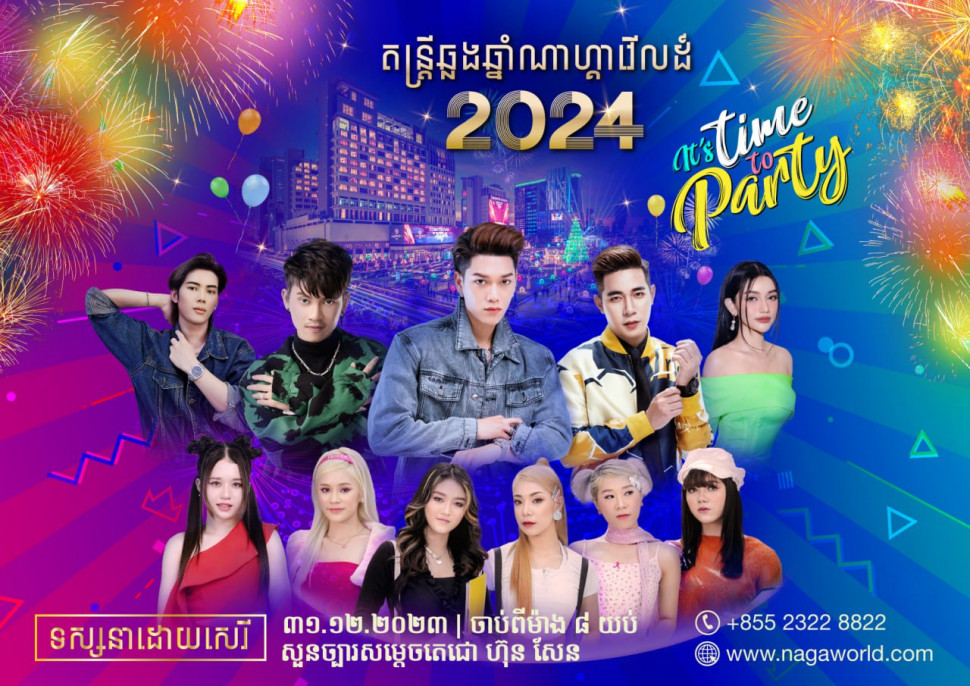 តន្ត្រីឆ្លងឆ្នាំណាហ្គាវើលដ៍
2024
It's time
to
Party
ទស្សនាដោយសេរី
៣១.១២.២០២៣ | ចាប់ពីម៉ោង ៨ យប់
សួនច្បារសម្តេចតេជោ ហ៊ុន សែន
+855 2322 8822
www.nagaworld.com